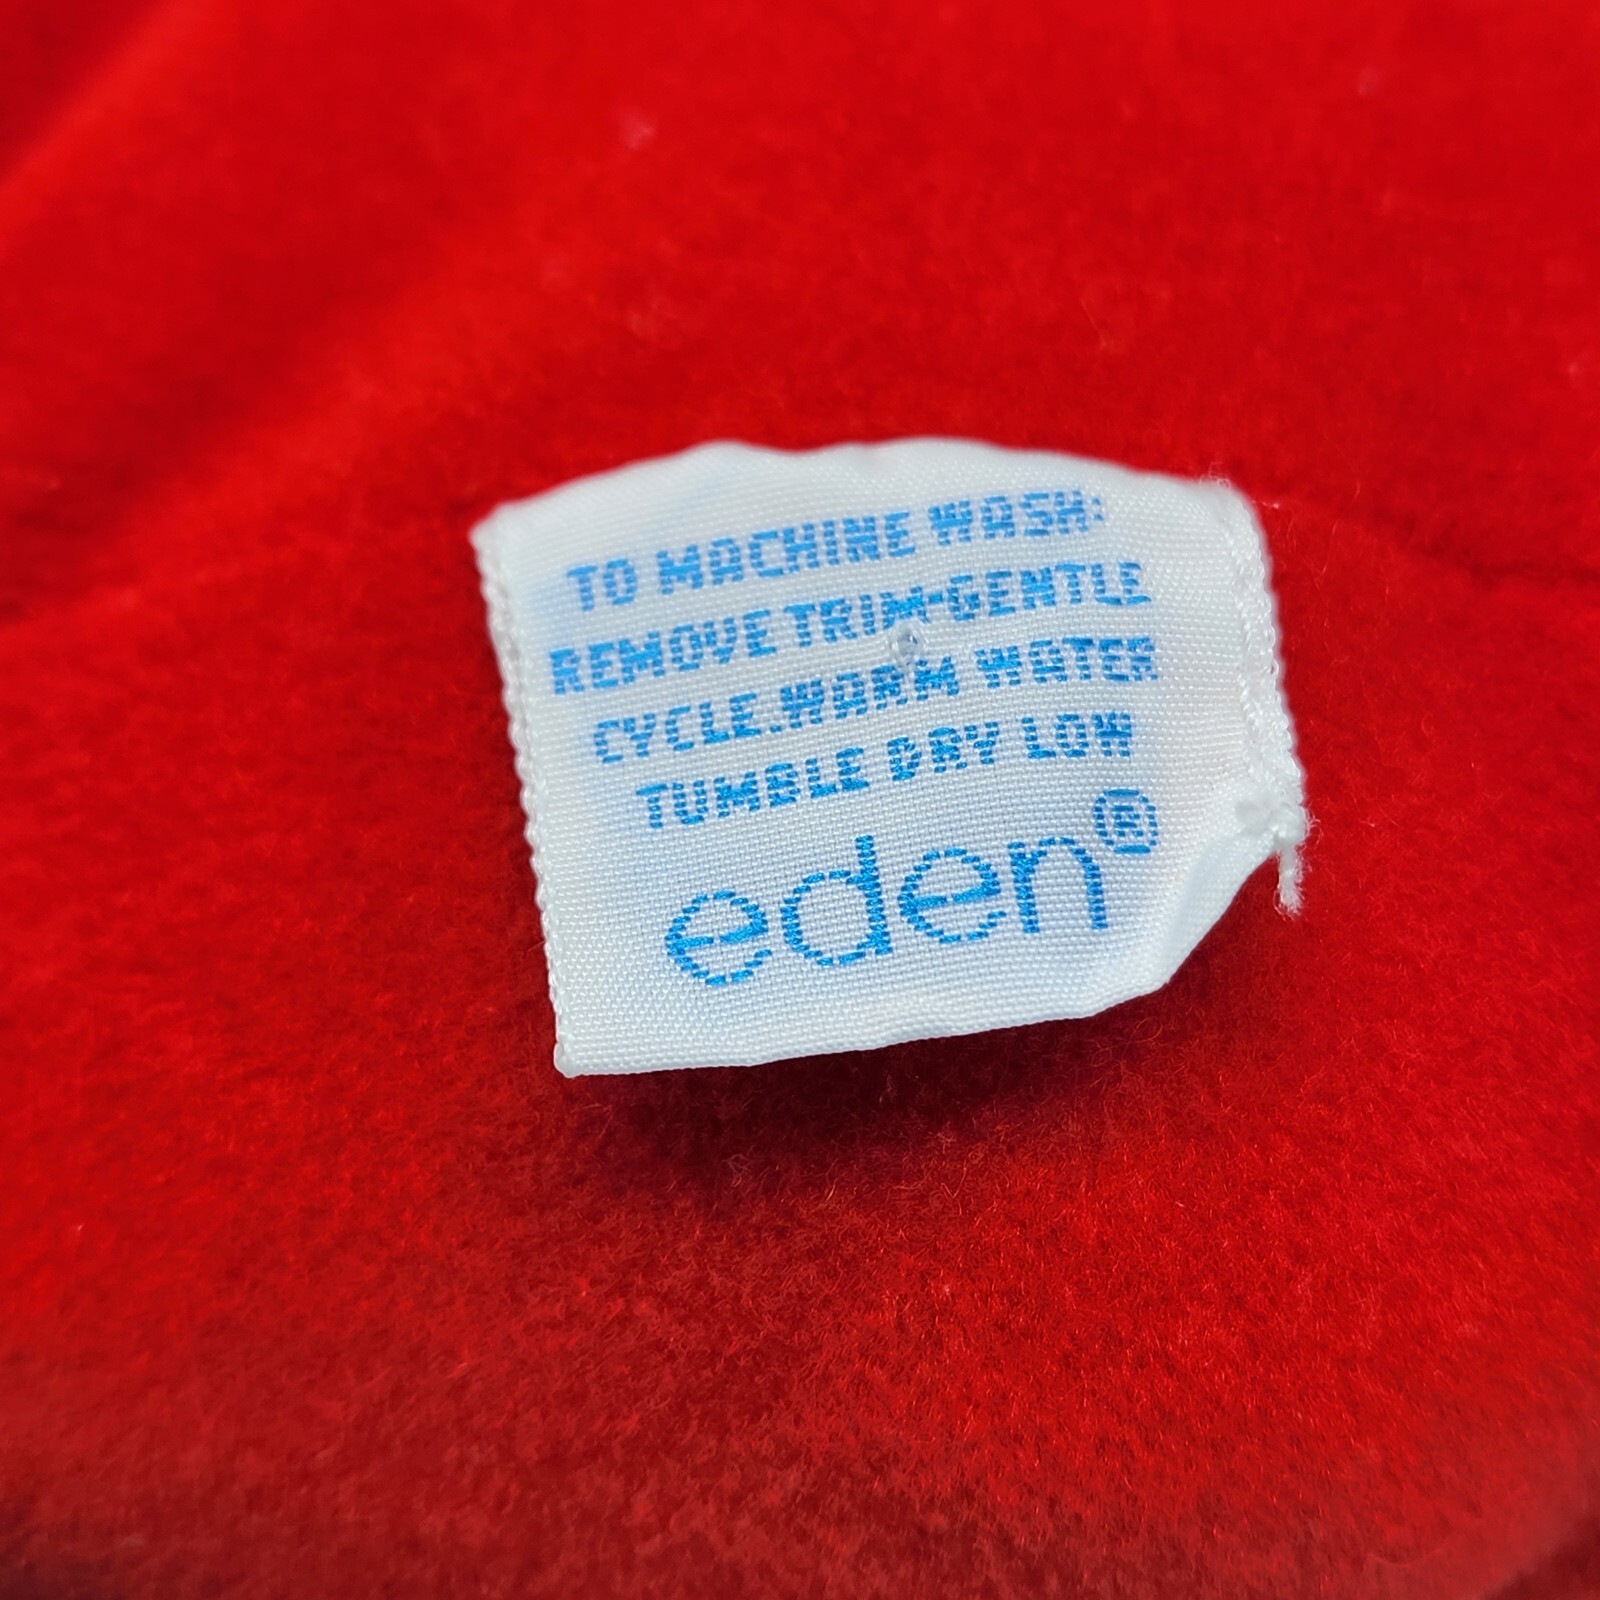 TO MACHINE WASH:
REMOVE TRIM-GENTLE
CYCLE.WARM WATER
TUMBLE DRY LOW
eden®